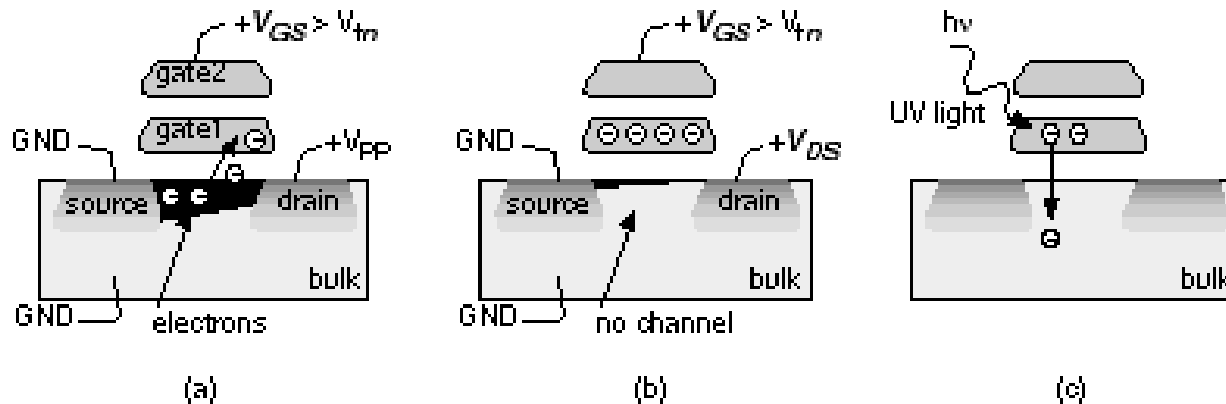 +VGS > Vtn
gate2
gate1
GND
+VPP
source
drain
bulk
GND
electrons
(a)
+VGS > Vtn
GND
+VDS
source
drain
bulk
GND
no channel
(b)
hν
UV light
bulk
(c)